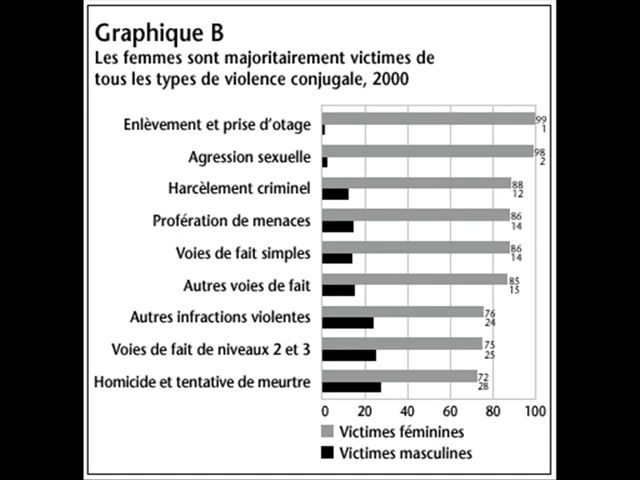 Graphique B
Les femmes sont majoritairement victimes de
tous les types de violence conjugale, 2000
Enlèvement et prise d'otage
99
1
Agression sexuelle
98
2
Harcèlement criminel
88
12
Profération de menaces
86
14
Voies de fait simples
86
14
Autres voies de fait
85
15
Autres infractions violentes
76
24
Voies de fait de niveaux 2 et 3
75
25
Homicide et tentative de meurtre
72
28
0 20 40 60 80 100
Victimes féminines
Victimes masculines